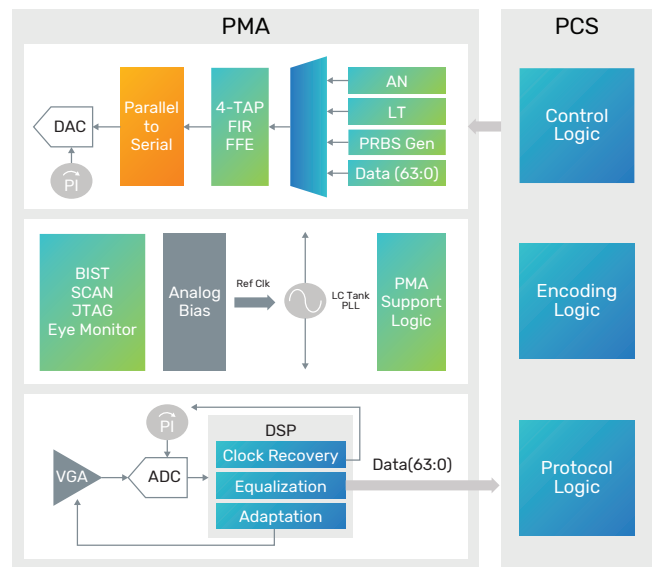 PMA
PCS
DAC
PI
Parallel
to
Serial
4-TAP
FIR
FFE
AN
LT
PRBS Gen
Data (63:0)
Control
Logic
BIST
SCAN
JTAG
Eye Monitor
Analog
Bias
Ref Clk
LC Tank
PLL
PMA
Support
Logic
Encoding
Logic
PI
VGA
ADC
DSP
Clock Recovery
Equalization
Adaptation
Data(63:0)
Protocol
Logic